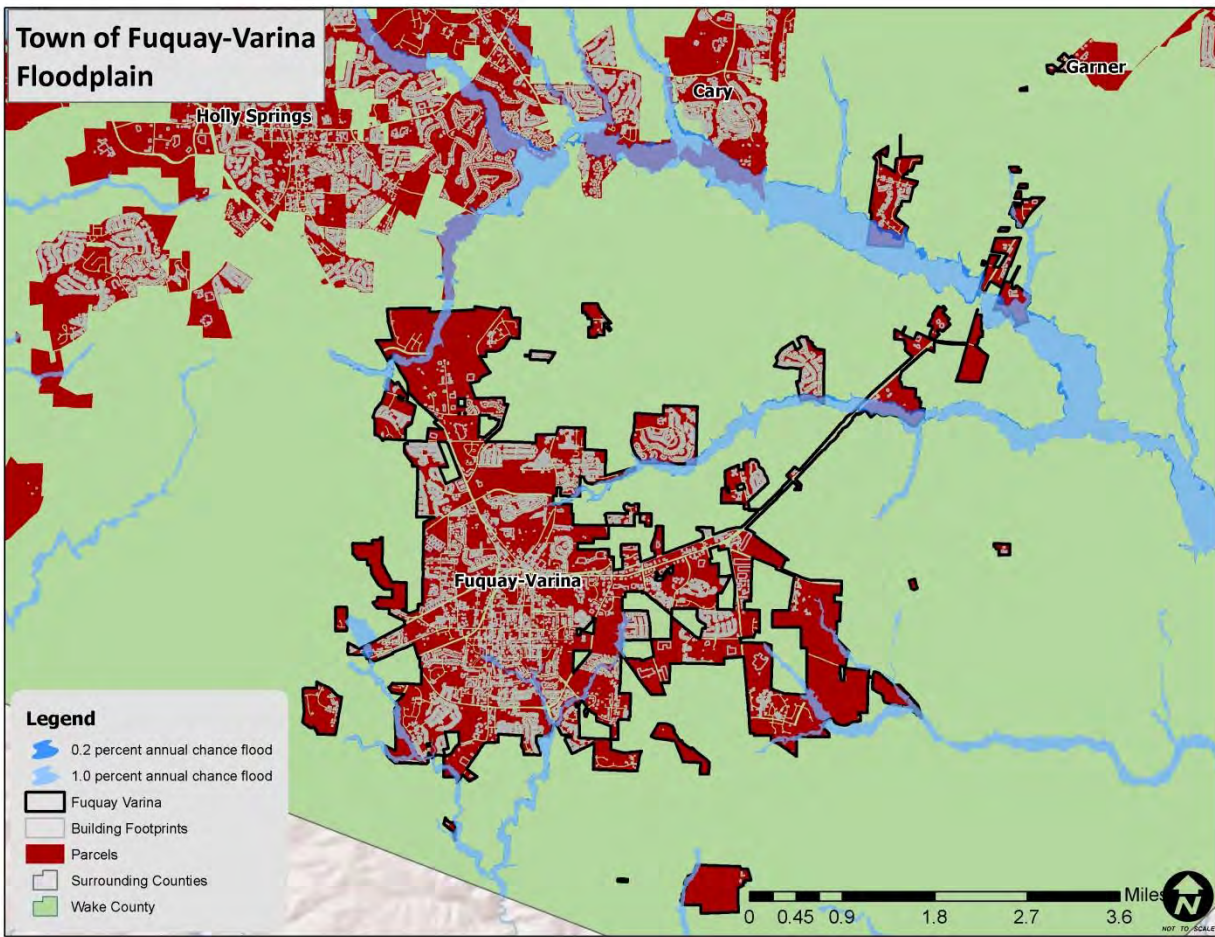 Town of Fuquay-Varina
Floodplain
Garner
Cary
Holly Springs
Fuquay-Varina
Legend
0.2 percent annual chance flood
1.0 percent annual chance flood
Fuquay Varina
Building Footprints
Parcels
Surrounding Counties
Wake County
Miles
0 0.45 0.9 1.8 2.7 3.6
N
NOT TO SCALE